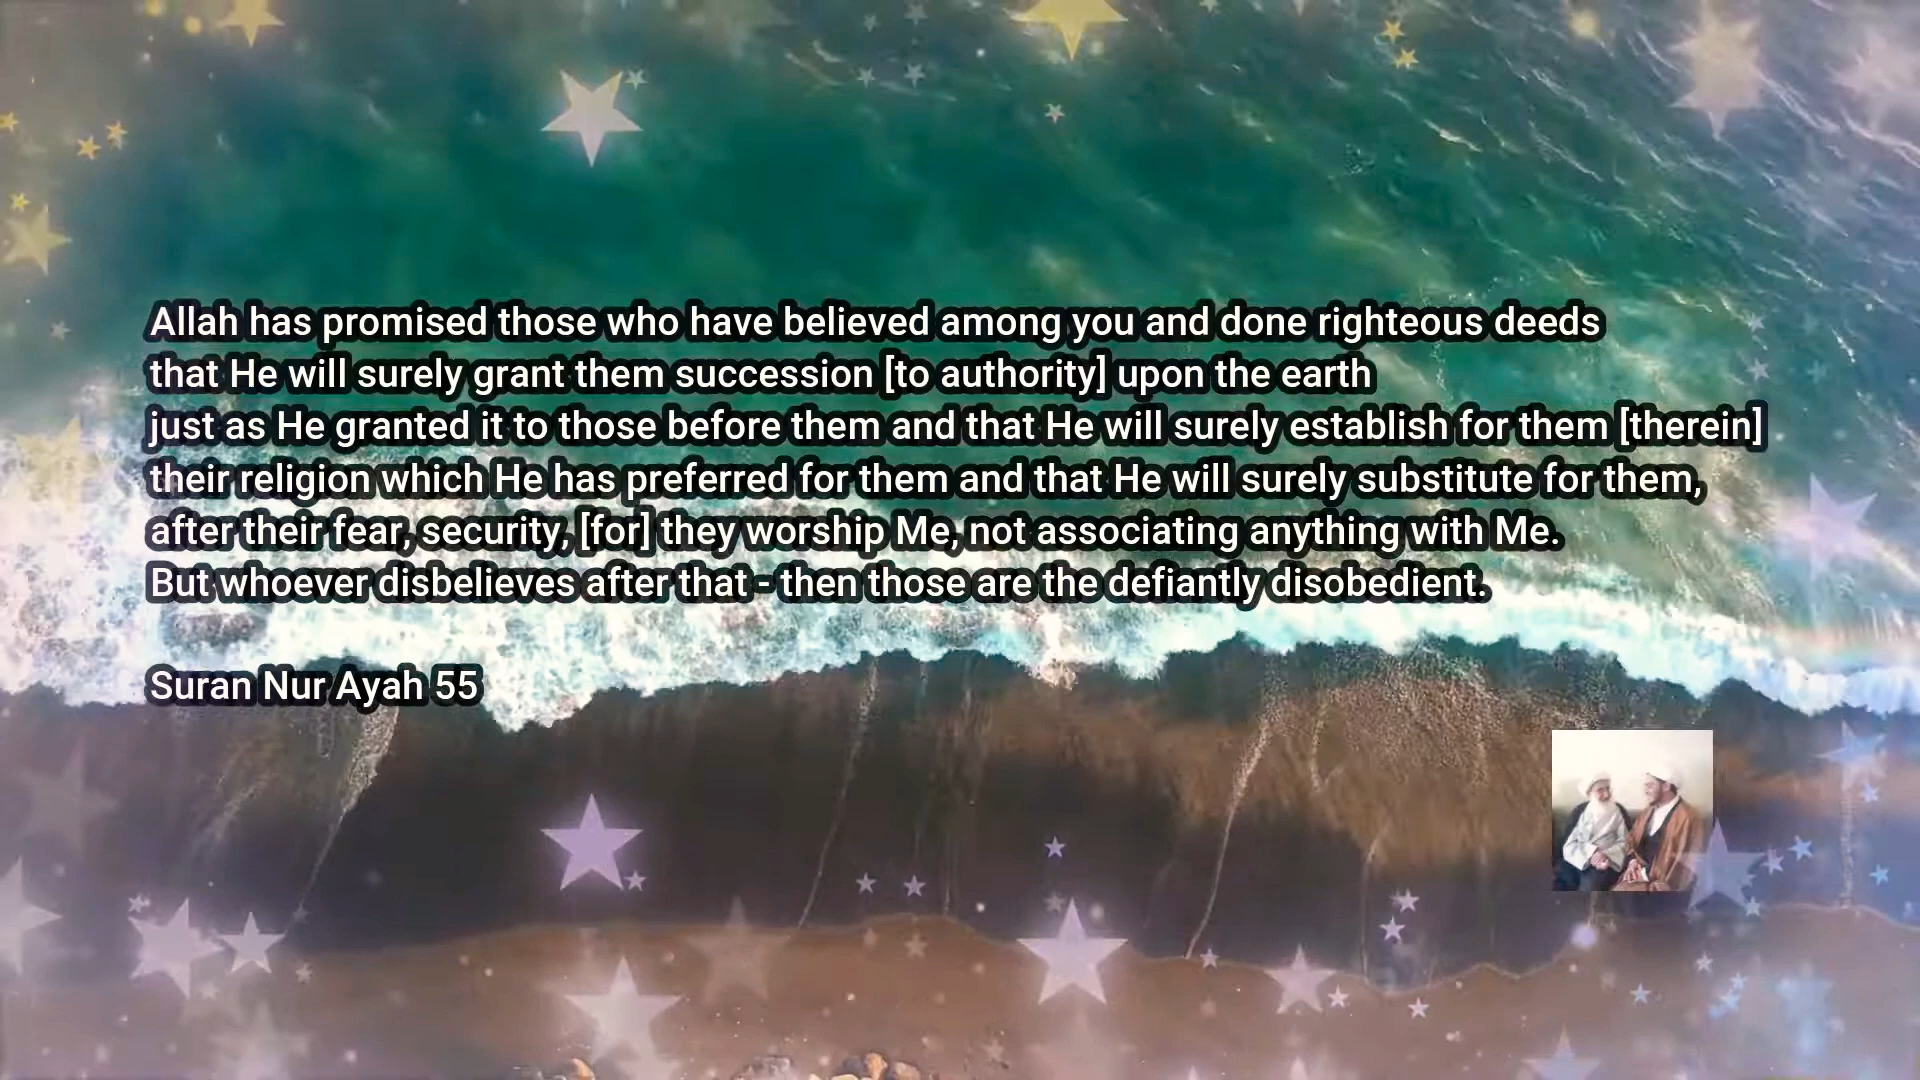 Allah has promised those who have believed among you and done righteous deeds
that He will surely grant them succession [to authority] upon the earth
just as He granted it to those before them and that He will surely establish for them [therein]
their religion which He has preferred for them and that He will surely substitute for them,
after their fear, security, [for] they worship Me, not associating anything with Me.
But whoever disbelieves after that - then those are the defiantly disobedient.
Suran Nur Ayah 55